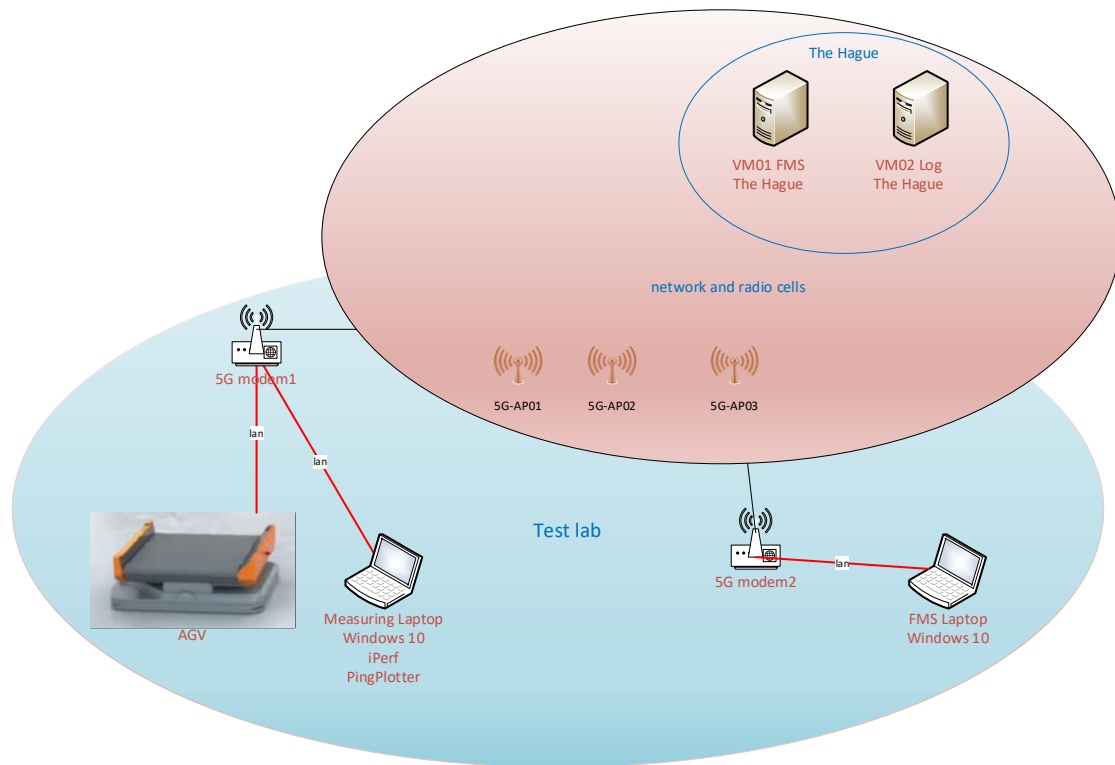 The Hague
VM01 FMS
The Hague
VM02 Log
The Hague
network and radio cells
5G modem1
5G-AP01
5G-AP02
5G-AP03
lan
lan
Test lab
lan
5G modem2
AGV
Measuring Laptop
Windows 10
iPerf
PingPlotter
FMS Laptop
Windows 10